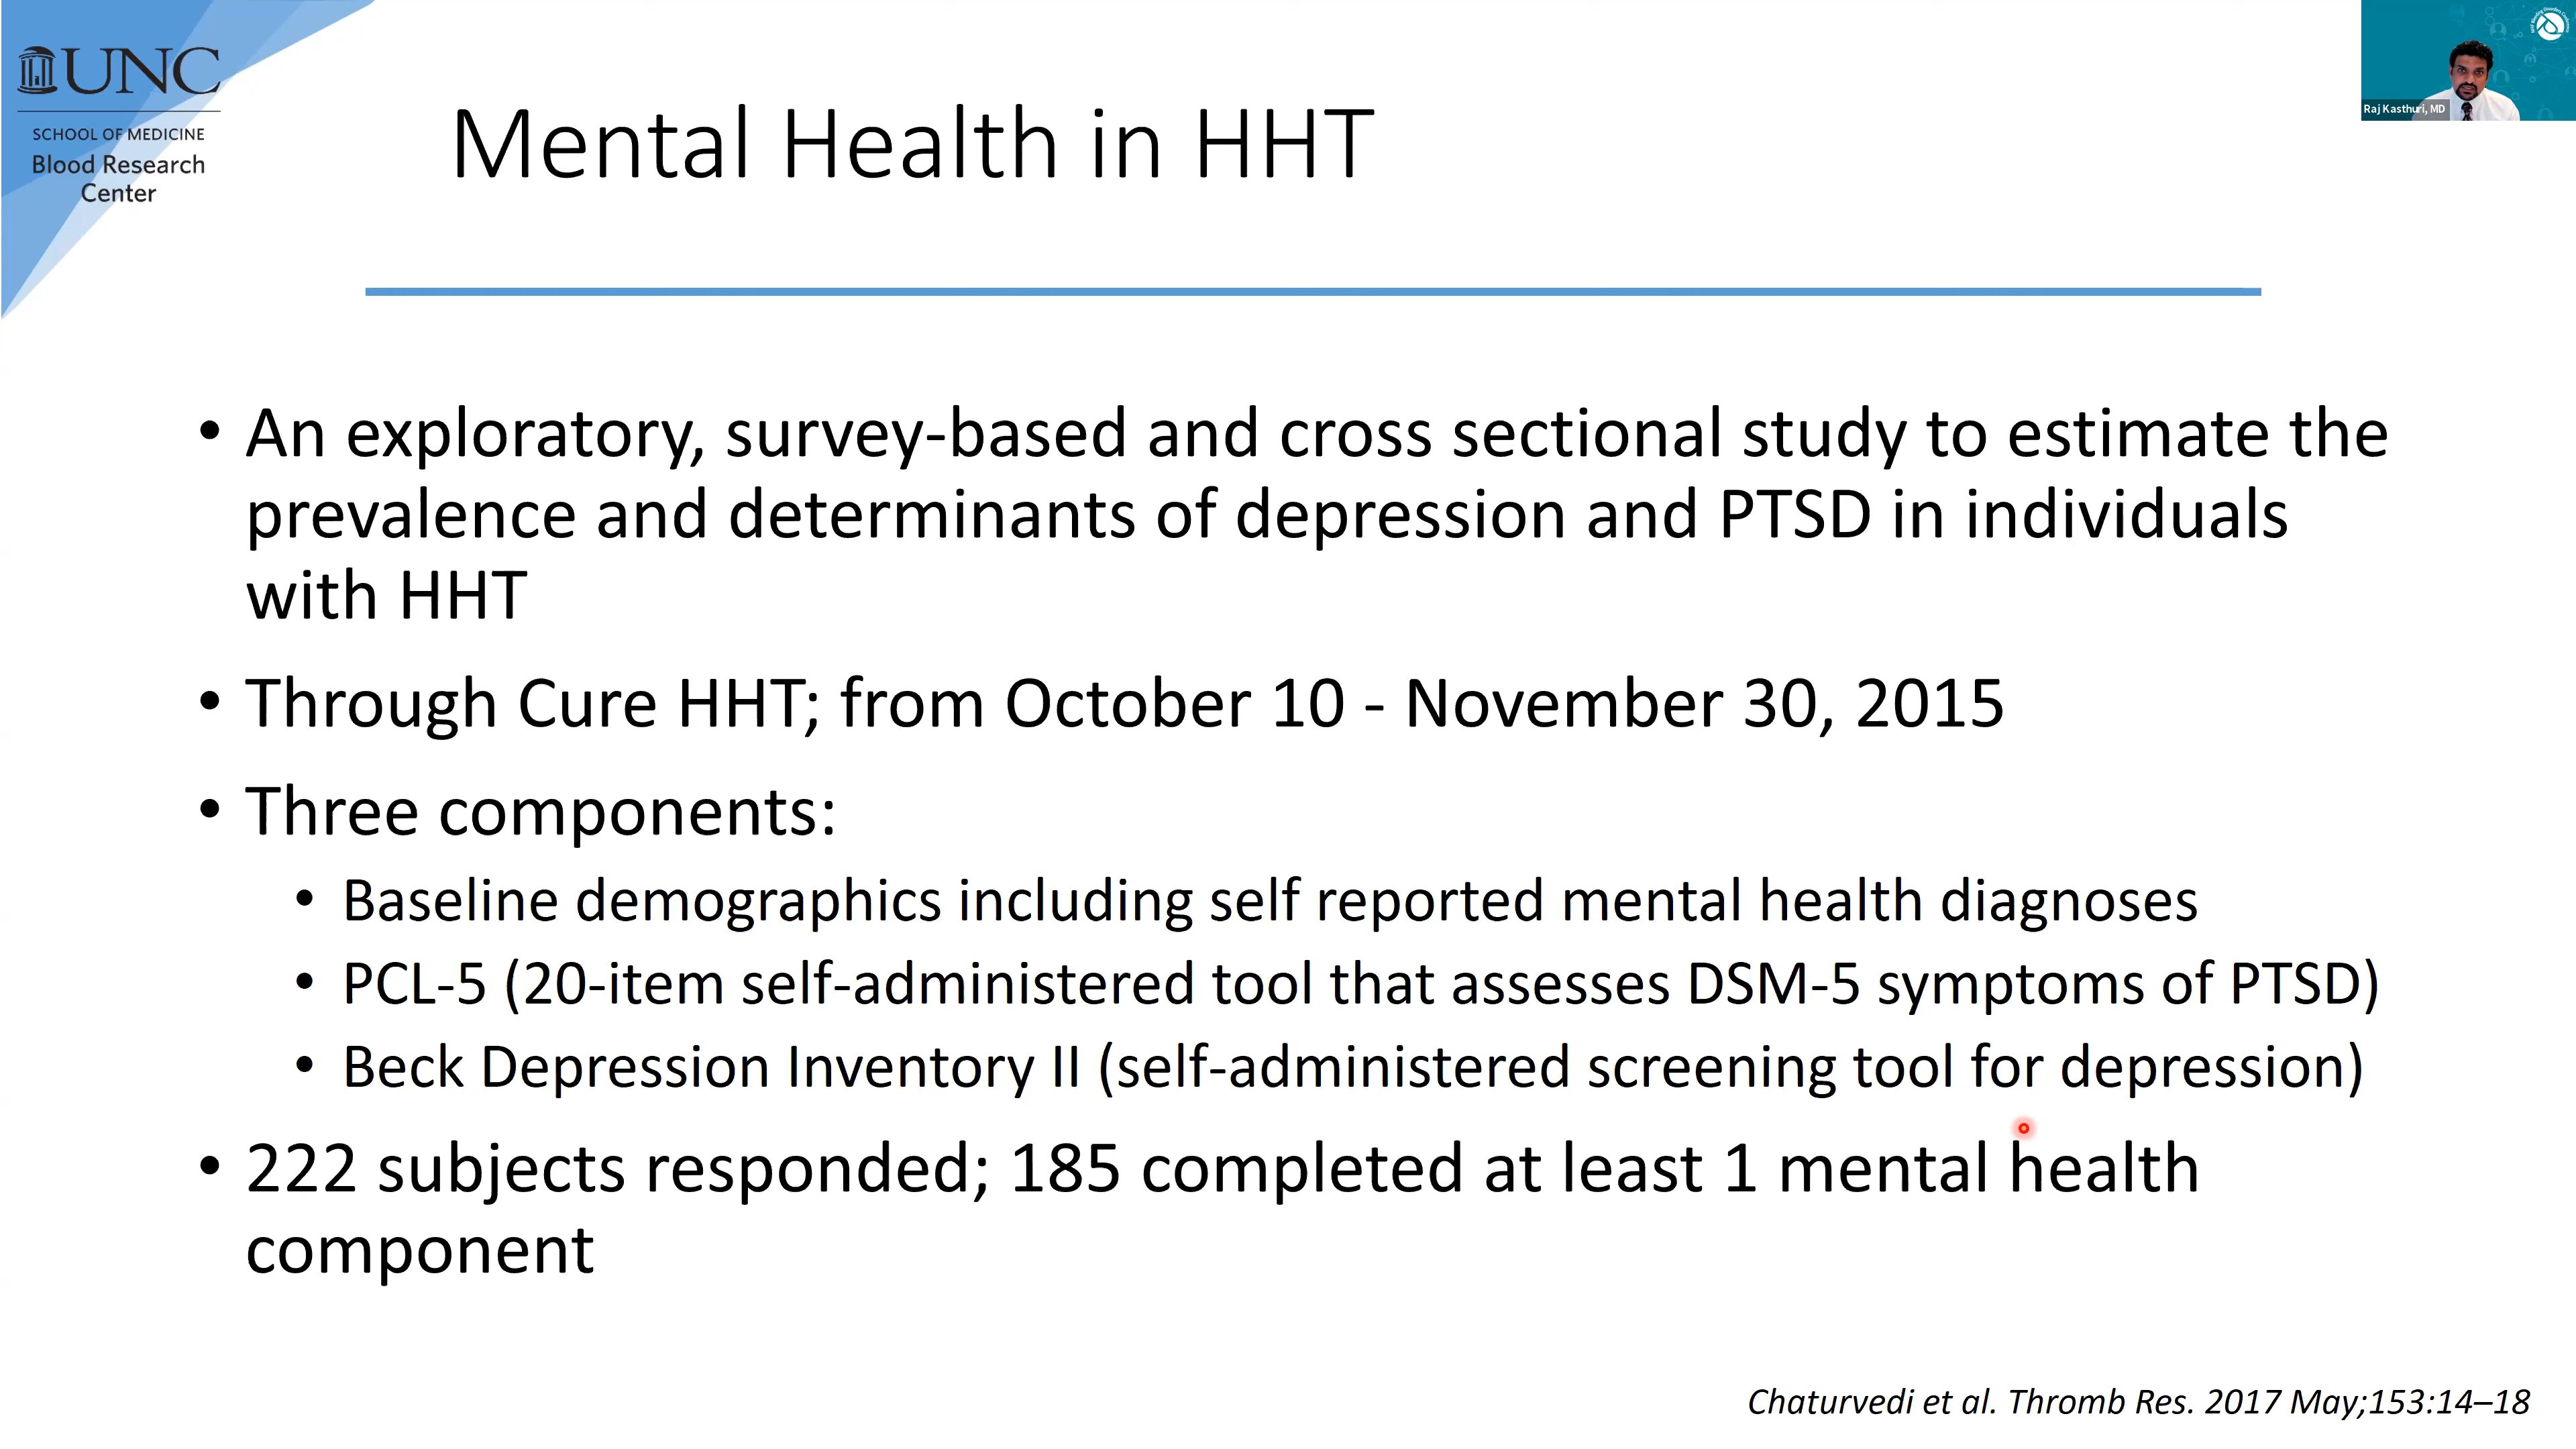 UNC
SCHOOL OF MEDICINE
Blood Research
Center
Mental Health in HHT
Raj Kasthuri, MD
• An exploratory, survey-based and cross sectional study to estimate the
prevalence and determinants of depression and PTSD in individuals
with HHT
• Through Cure HHT; from October 10 - November 30, 2015
• Three components:
• Baseline demographics including self reported mental health diagnoses
• PCL-5 (20-item self-administered tool that assesses DSM-5 symptoms of PTSD)
• Beck Depression Inventory II (self-administered screening tool for depression)
• 222 subjects responded; 185 completed at least 1 mental health
component
Chaturvedi et al. Thromb Res. 2017 May;153:14–18